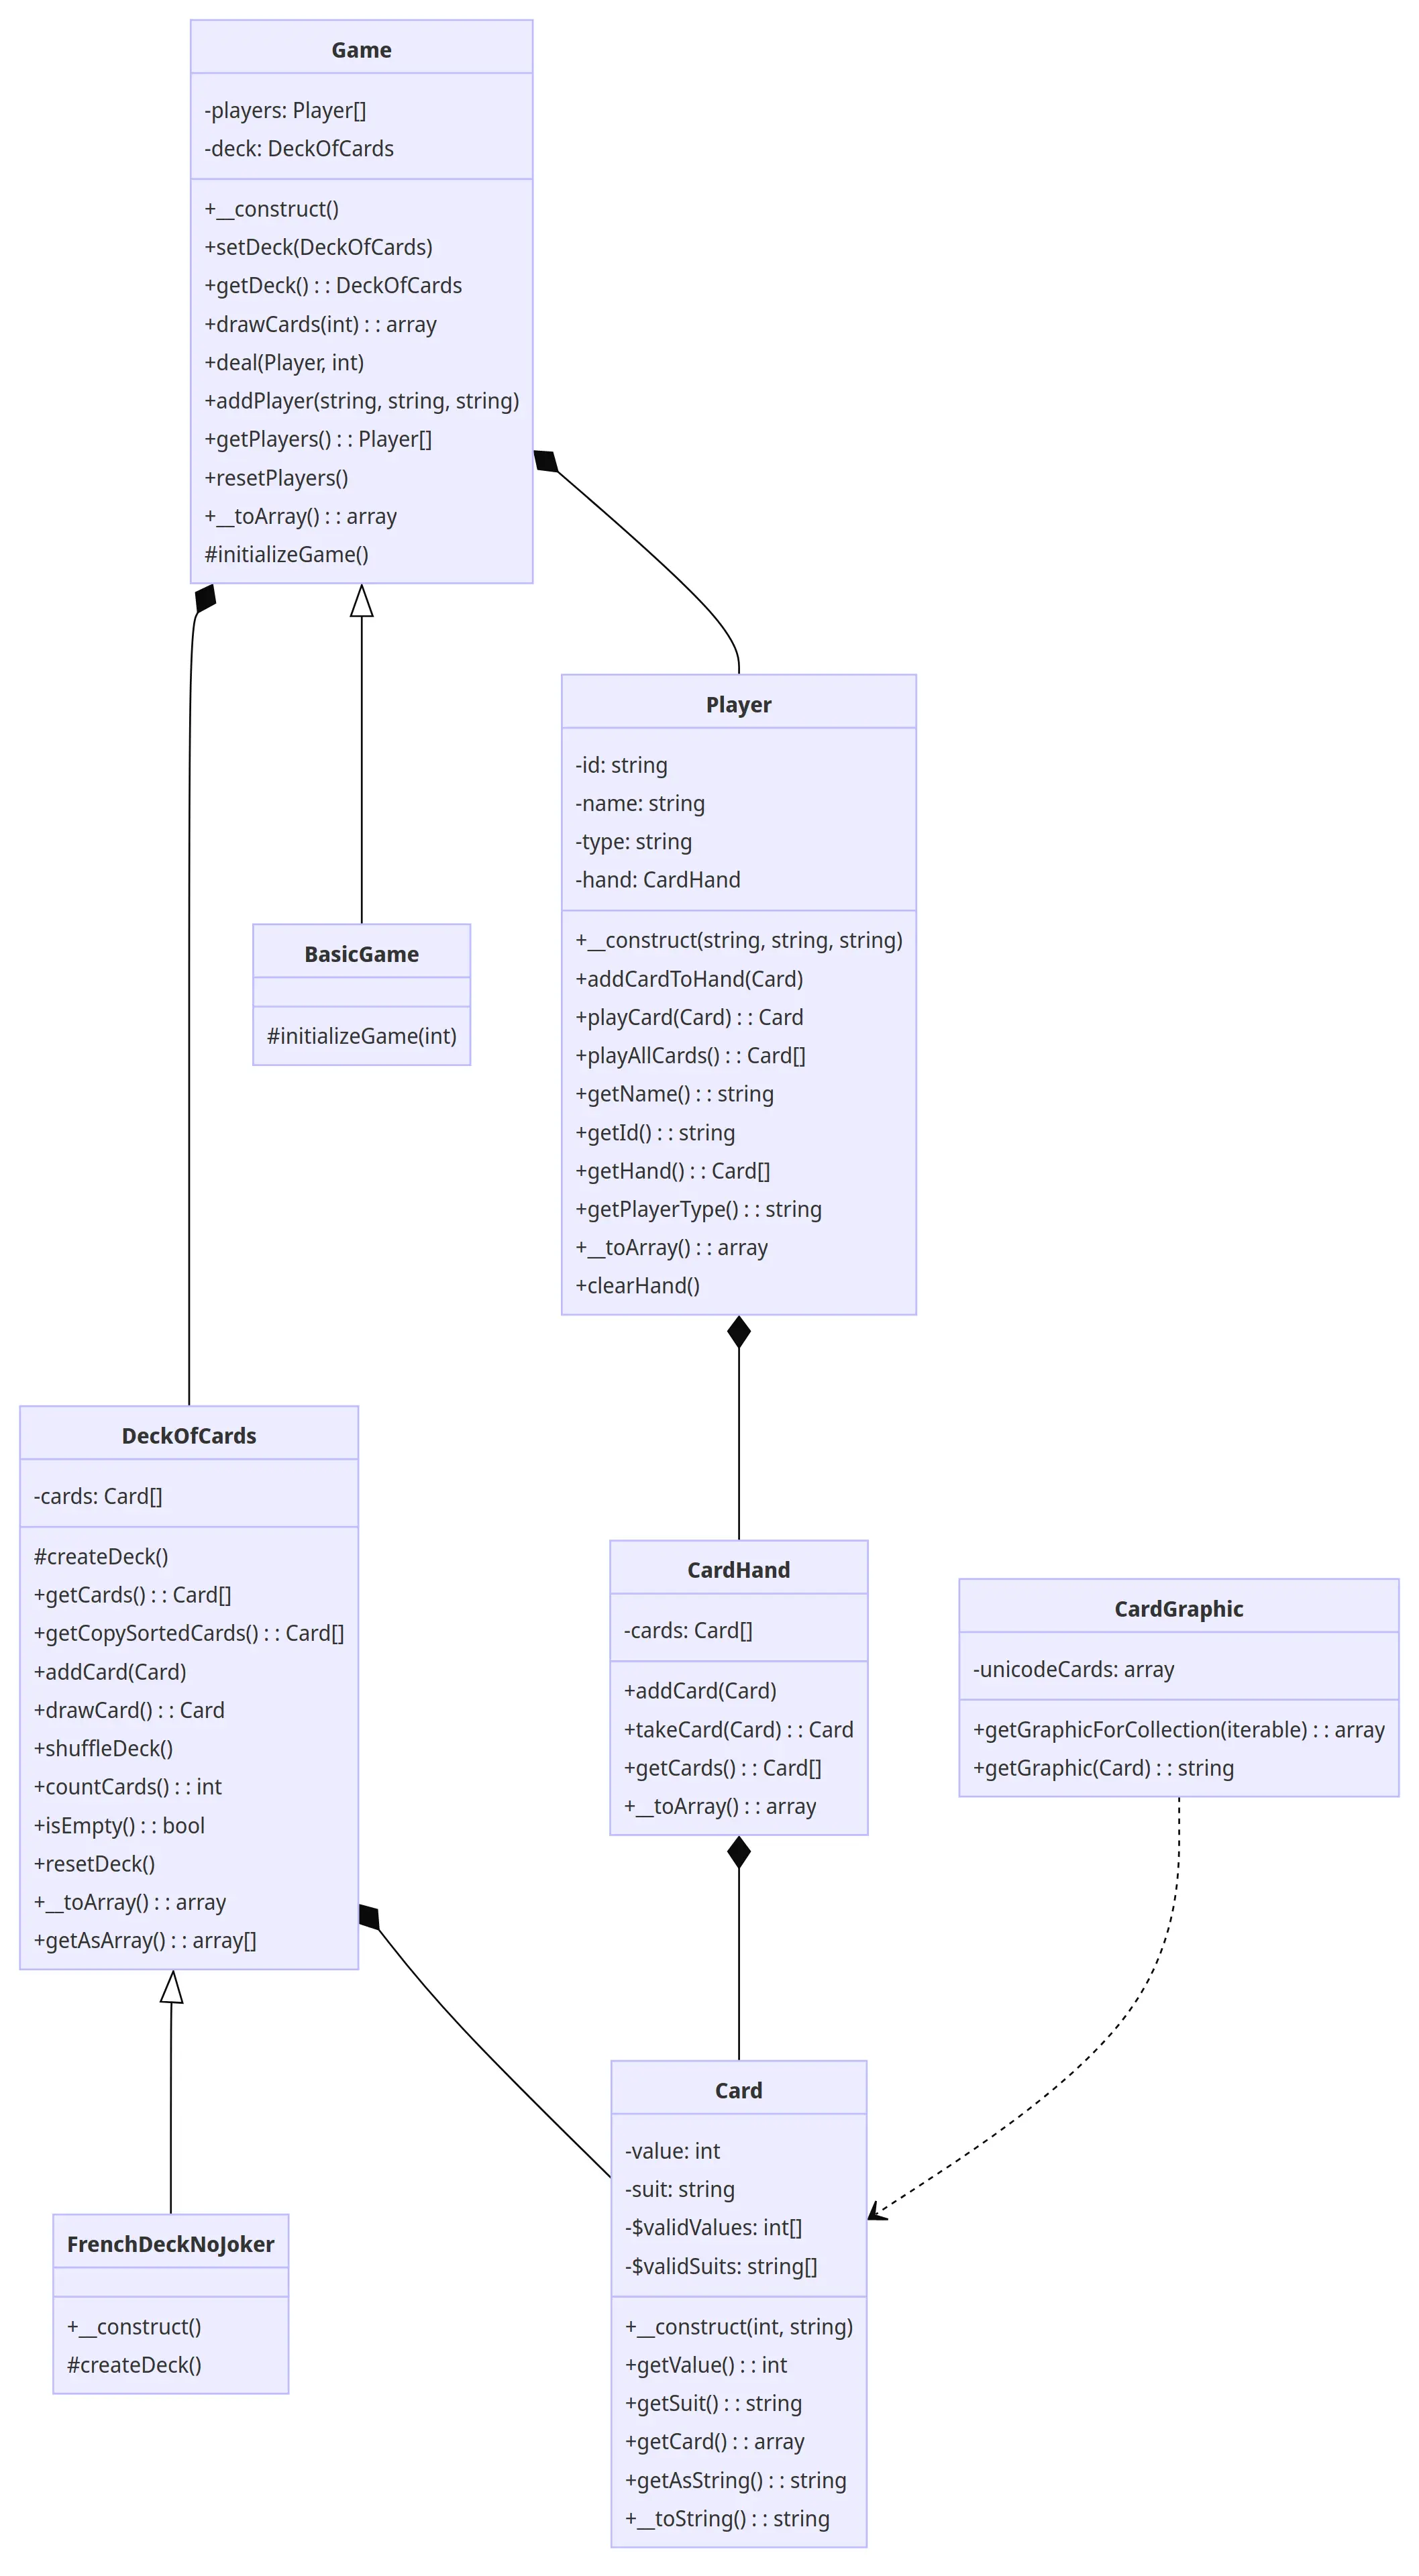 Game
-players: Player[]
-deck: DeckOfCards
+__construct()
+setDeck(DeckOfCards)
+getDeck() : : DeckOfCards
+drawCards(int) : : array
+deal(Player, int)
+addPlayer(string, string, string)
+getPlayers() : : Player[]
+resetPlayers()
+__toArray() : : array
#initializeGame()
Player
-id: string
-name: string
-type: string
-hand: CardHand
+__construct(string, string, string)
+addCardToHand(Card)
+playCard(Card) : : Card
+playAllCards() : : Card[]
+getName() : : string
+getId() : : string
+getHand() : : Card[]
+getPlayerType() : : string
+__toArray() : : array
+clearHand()
BasicGame
#initializeGame(int)
DeckOfCards
-cards: Card[]
#createDeck()
+getCards() : : Card[]
+getCopySortedCards() : : Card[]
+addCard(Card)
+drawCard() : : Card
+shuffleDeck()
+countCards() : : int
+isEmpty() : : bool
+resetDeck()
+__toArray() : : array
+getAsArray() : : array[]
CardHand
-cards: Card[]
+addCard(Card)
+takeCard(Card) : : Card
+getCards() : : Card[]
+__toArray() : : array
CardGraphic
-unicodeCards: array
+getGraphicForCollection(iterable) : : array
+getGraphic(Card) : : string
Card
-value: int
-suit: string
-$validValues: int[]
-$validSuits: string[]
+__construct(int, string)
+getValue() : : int
+getSuit() : : string
+getCard() : : array
+getAsString() : : string
+__toString() : : string
FrenchDeckNoJoker
+__construct()
#createDeck()